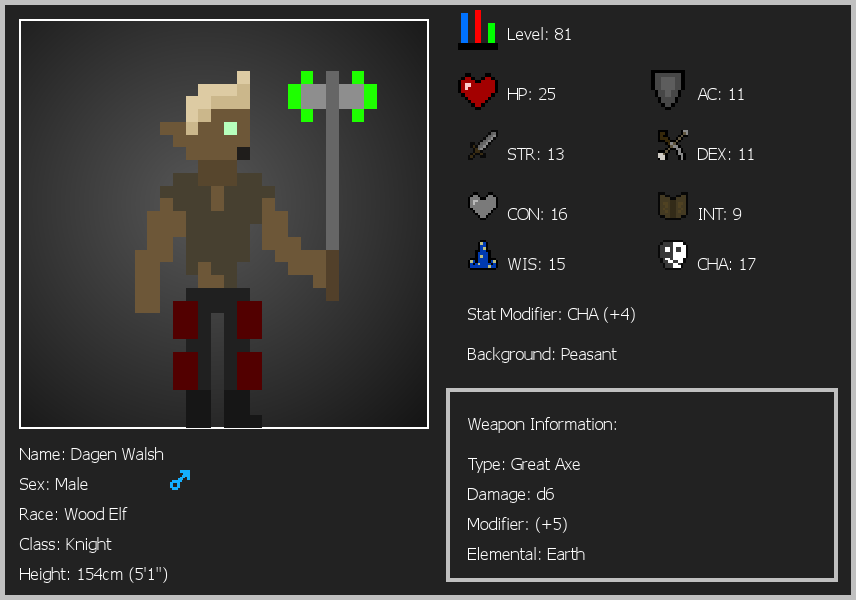 Level: 81
HP: 25
AC: 11
STR: 13
DEX: 11
CON: 16
INT: 9
WIS: 15
CHA: 17
Stat Modifier: CHA (+4)
Background: Peasant
Weapon Information:
Type: Great Axe
Damage: d6
Modifier: (+5)
Elemental: Earth
Name: Dagen Walsh
Sex: Male
Race: Wood Elf
Class: Knight
Height: 154cm (5'1")